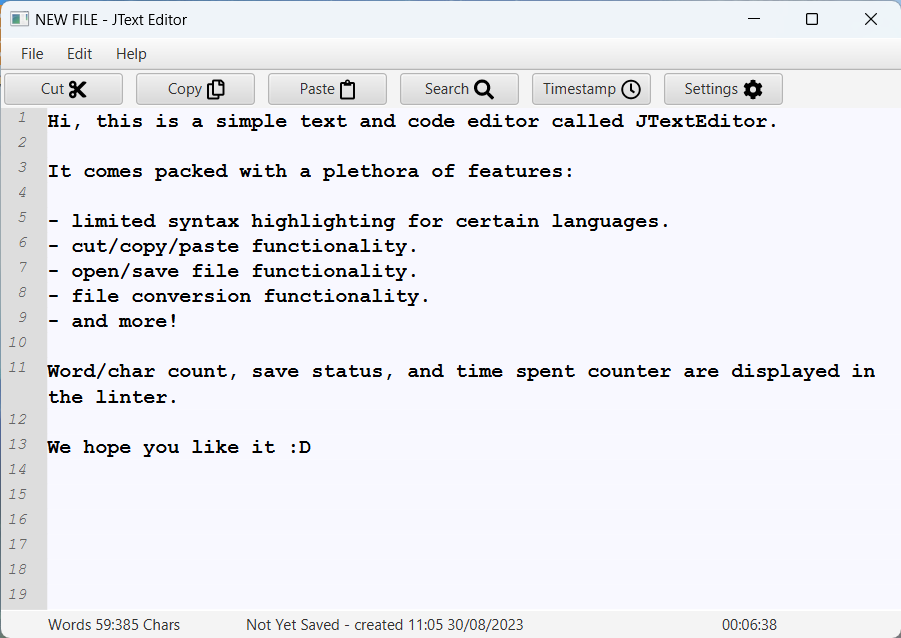 NEW FILE - JText Editor
File Edit Help
Cut Copy Paste Search Timestamp Settings
1 Hi, this is a simple text and code editor called JTextEditor.
2
3 It comes packed with a plethora of features:
4
5 - limited syntax highlighting for certain languages.
6 - cut/copy/paste functionality.
7 - open/save file functionality.
8 - file conversion functionality.
9 - and more!
10
11 Word/char count, save status, and time spent counter are displayed in
the linter.
12
13 We hope you like it :D
14
15
16
17
18
19
Words 59:385 Chars Not Yet Saved - created 11:05 30/08/2023 00:06:38